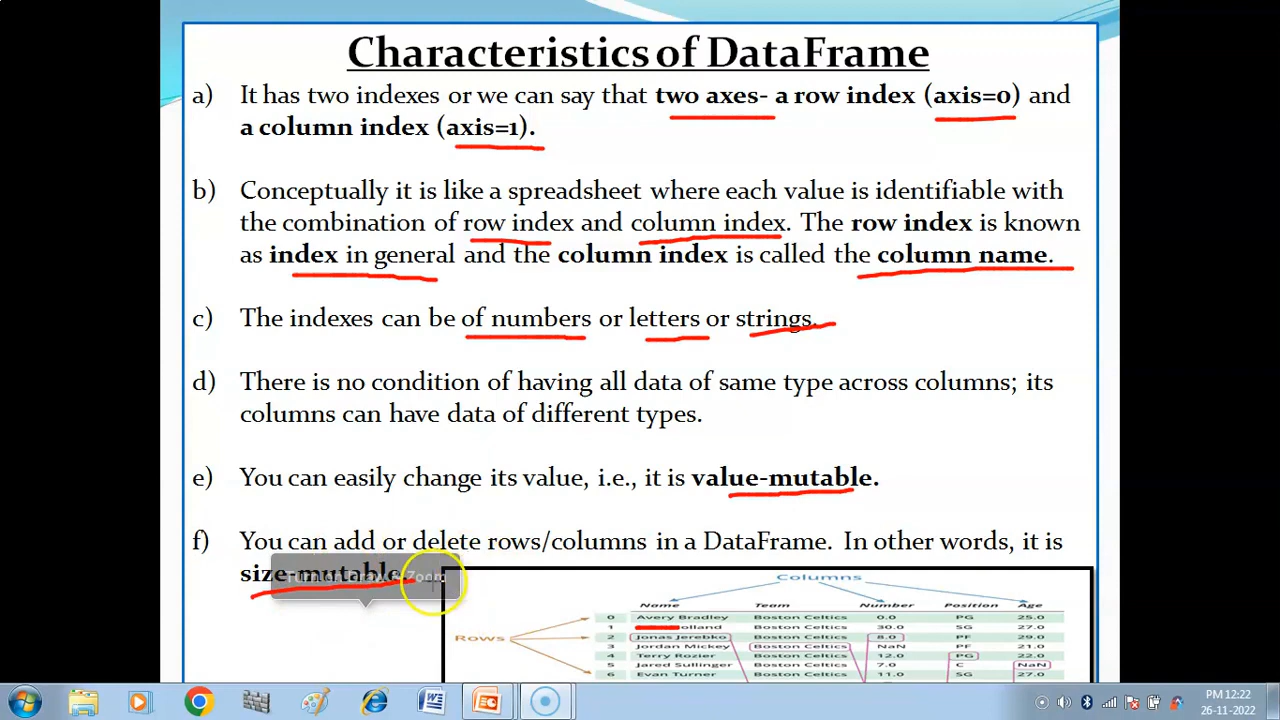 Characteristics of DataFrame
a) It has two indexes or we can say that two axes- a row index (axis=0) and
a column index (axis=1).
b) Conceptually it is like a spreadsheet where each value is identifiable with
the combination of row index and column index. The row index is known
as index in general and the column index is called the column name.
c) The indexes can be of numbers or letters or strings.
d) There is no condition of having all data of same type across columns; its
columns can have data of different types.
e) You can easily change its value, i.e., it is value-mutable.
f) You can add or delete rows/columns in a DataFrame. In other words, it is
size-mutable.
Turn on Draw & Zoom
Columns
Name Team Number Position Age
0 Avery Bradley Boston Celtics 0.0 PG 25.0
1 olland Boston Celtics 30.0 SG 27.0
Rows
2 Jonas Jerebko Boston Celtics 8.0 PF 29.0
3 Jordan Mickey Boston Celtics NaN PF 21.0
4 Terry Rozier Boston Celtics 12.0 PG 22.0
5 Jared Sullinger Boston Celtics 7.0 C NaN
6 Evan Turner Boston Celtics 11.0 SG 27.0
PM 12:22
26-11-2022